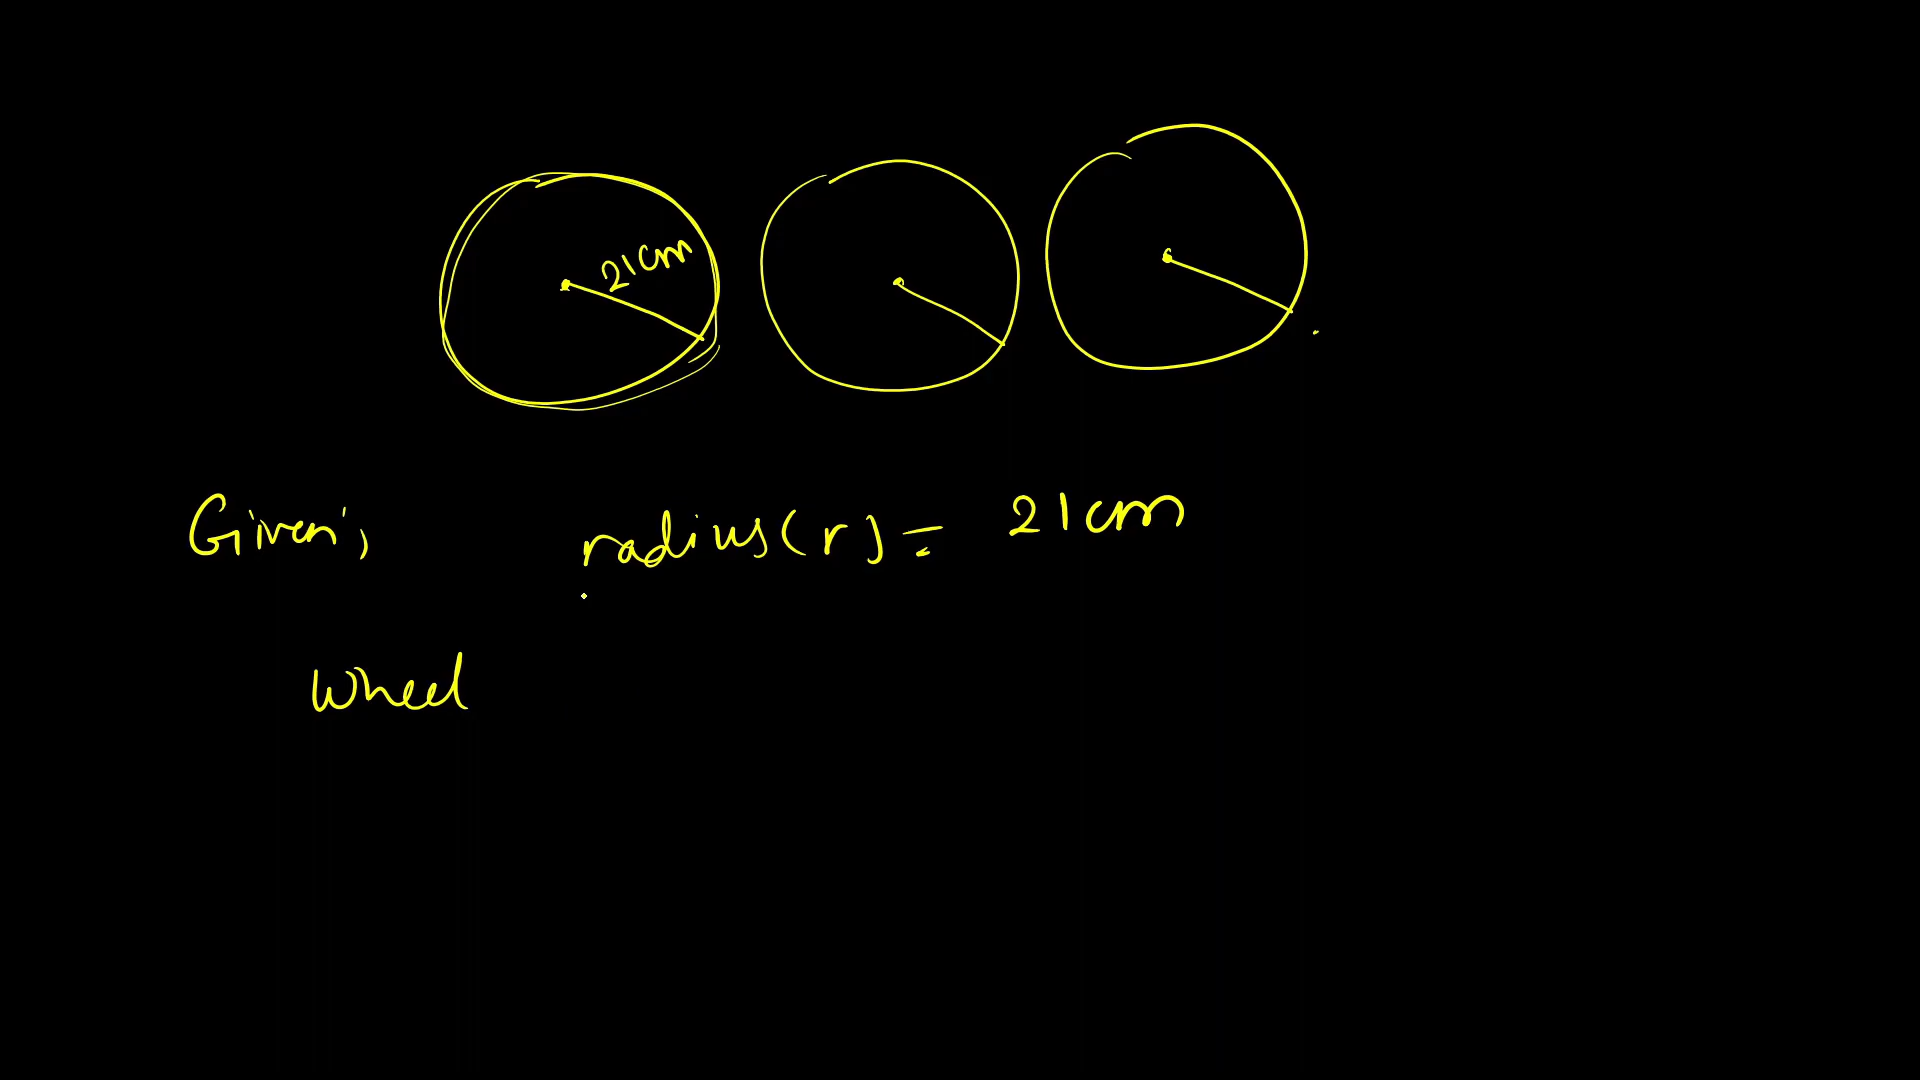 21cm
Given, radius(r) = 21cm
Wheel